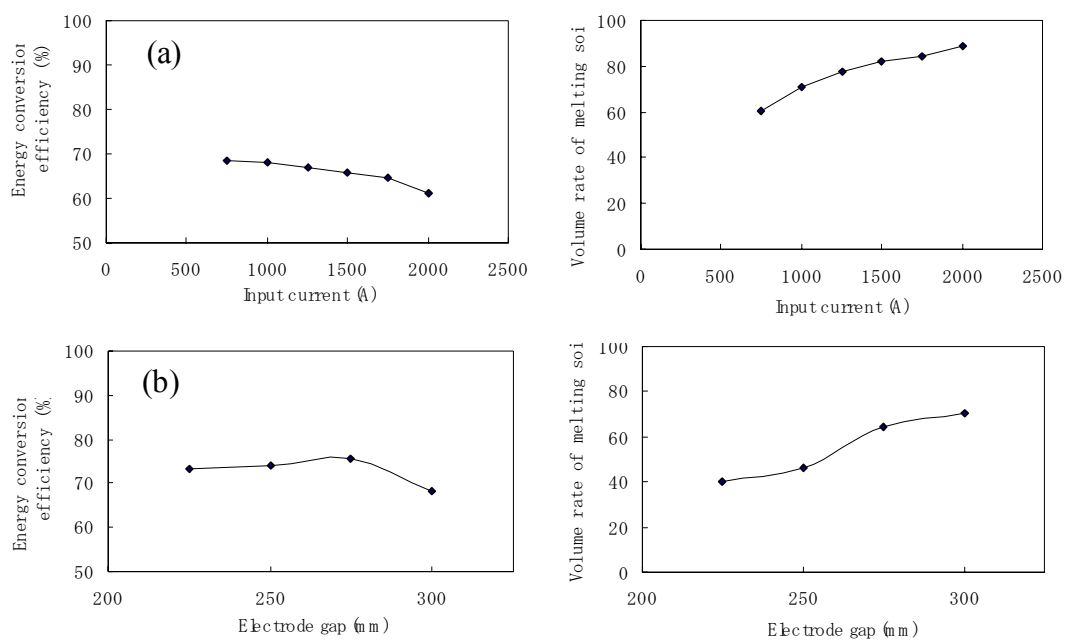 (a)
Energy conversion
efficiency (%)
100
90
80
70
60
50
0 500 1000 1500 2000 2500
Input current (A)
Volume rate of melting soi
100
80
60
40
20
0
0 500 1000 1500 2000 2500
Input current (A)
(b)
Energy conversion
efficiency (%)
100
90
80
70
60
50
200 250 300
Electrode gap (mm)
Volume rate of melting soi
100
80
60
40
20
0
200 250 300
Electrode gap (mm)